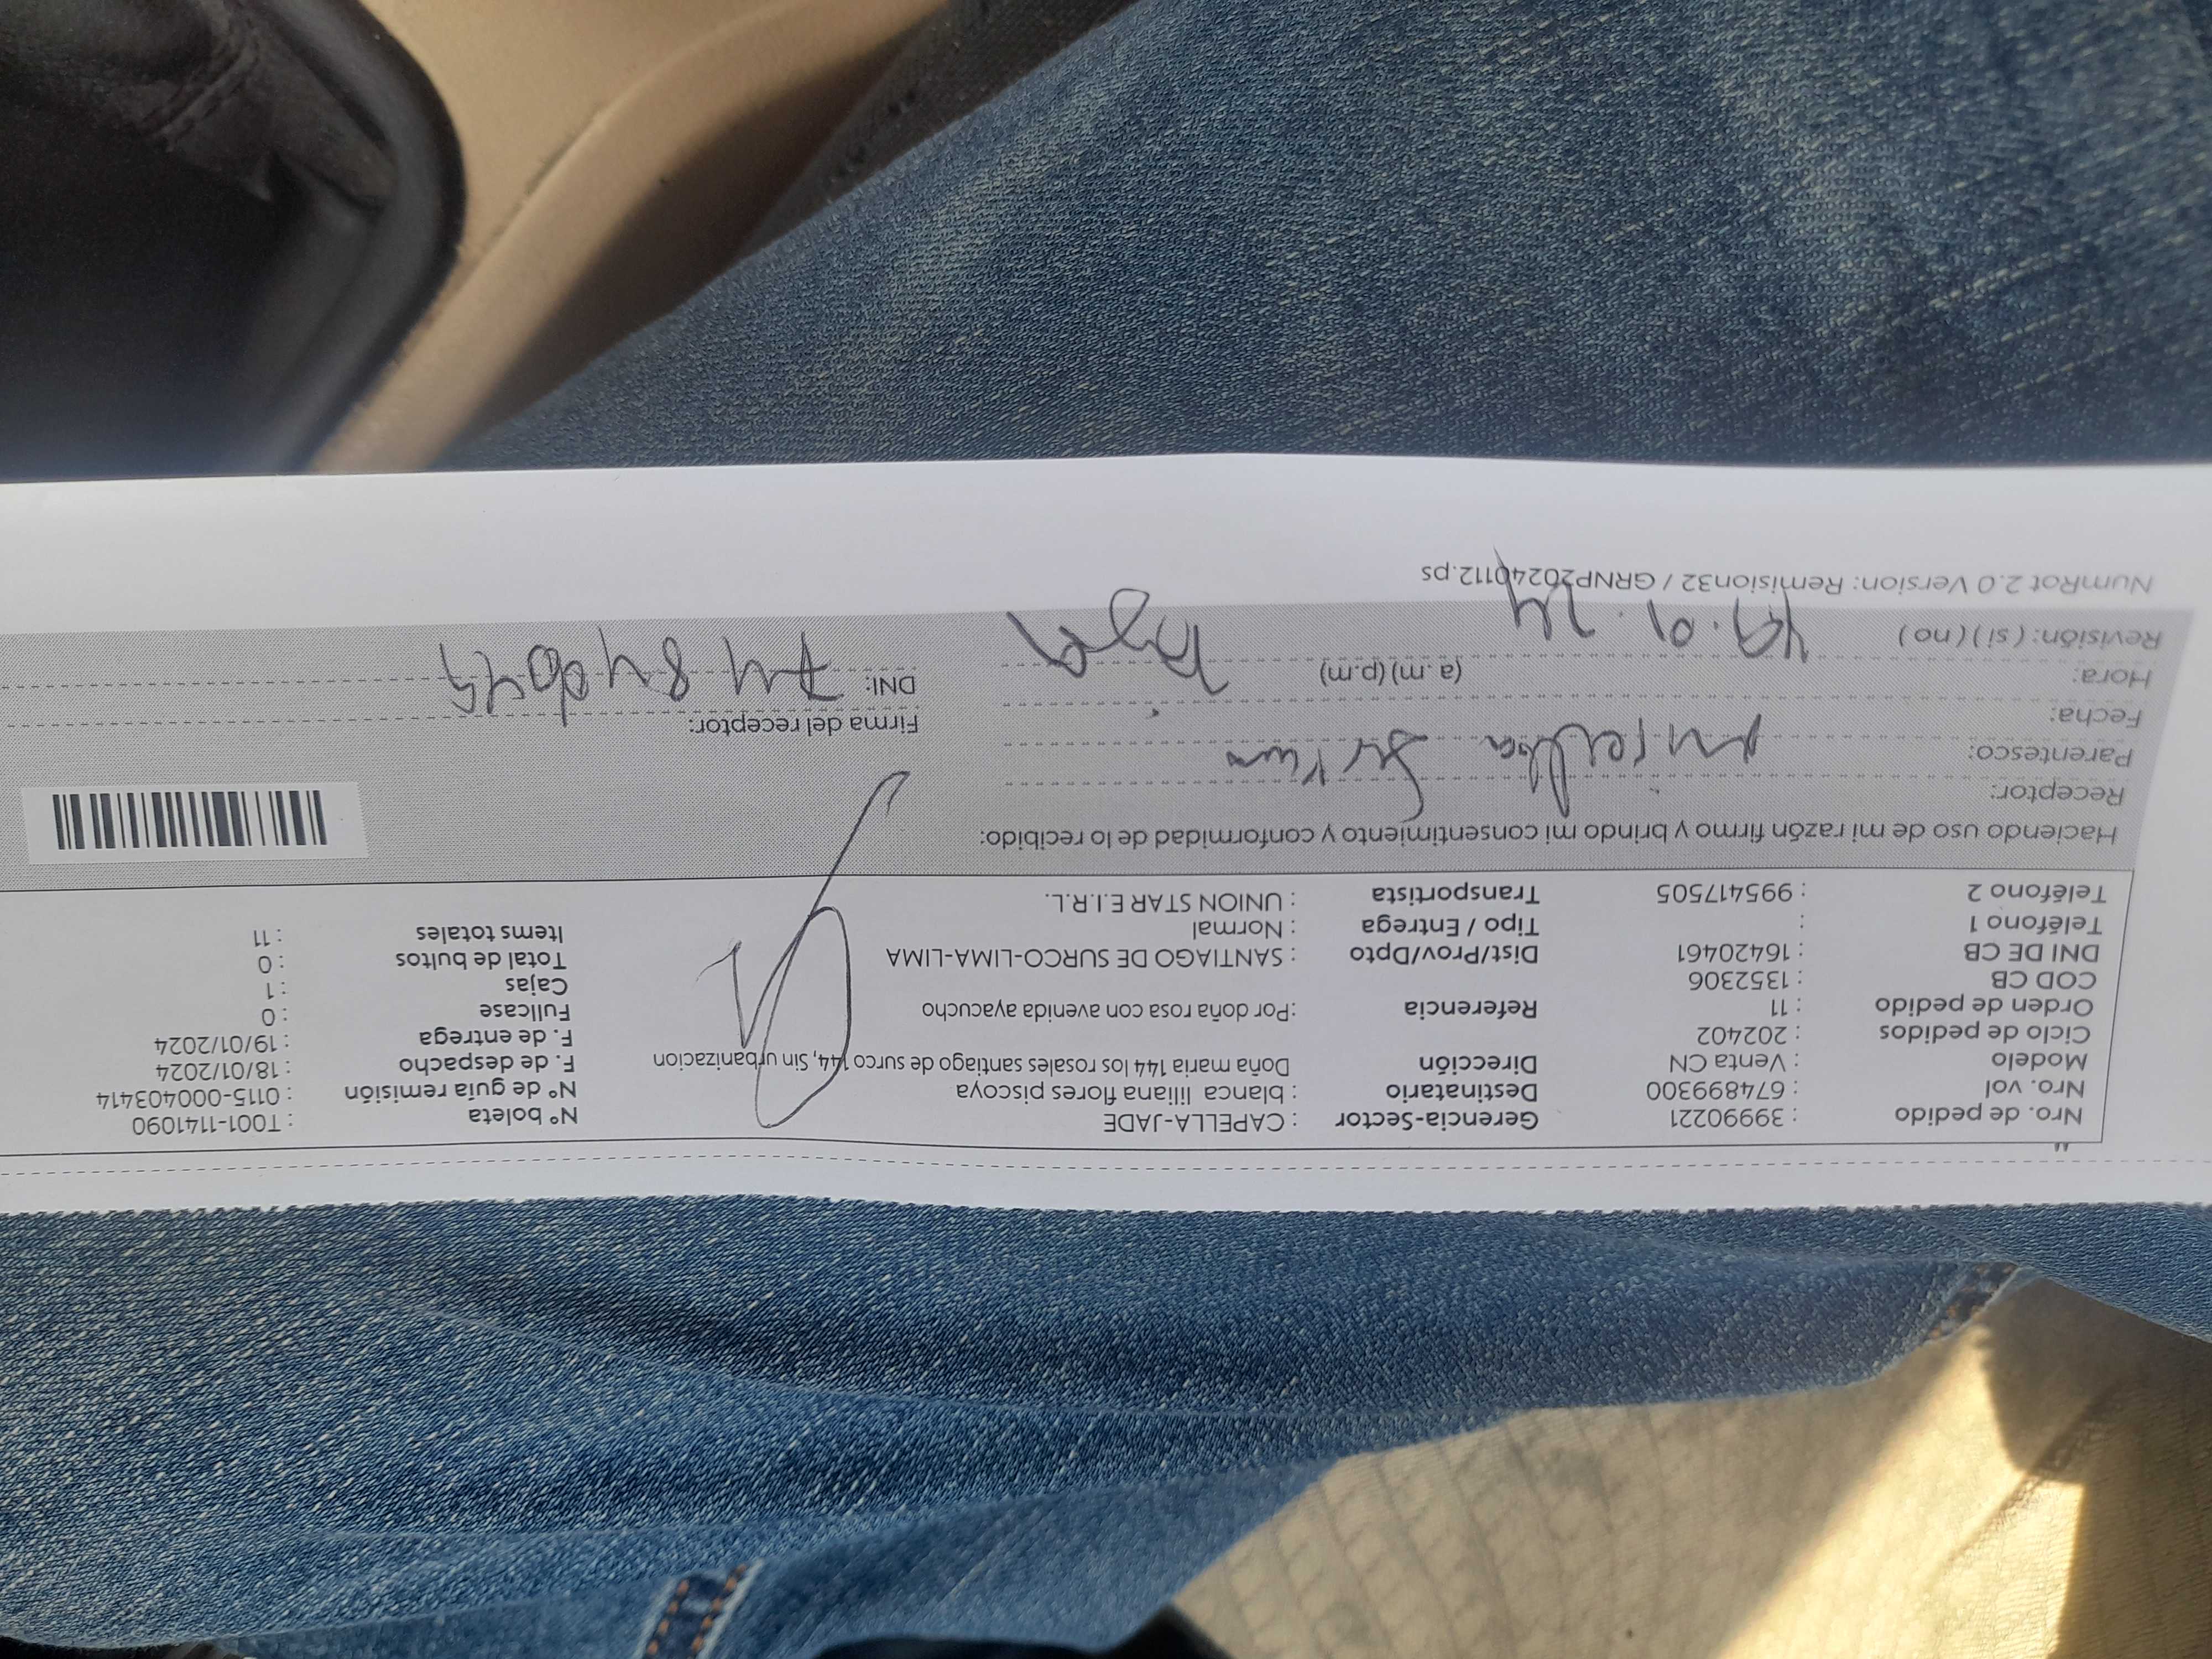 Nro. de pedido : 39990221 Gerencia-Sector : CAPELLA-JADE Nº boleta : T001-1141090
Nro. vol : 674899300 Destinatario : blanca liliana flores piscoya Nº de guía remisión : 0115-000403414
Modelo : Venta CN Dirección Doña maria 144 los rosales santiago de surco 144, Sin urbanizacion F. de despacho : 18/01/2024
Ciclo de pedidos : 202402 F. de entrega : 19/01/2024
Orden de pedido : 11 Referencia :Por doña rosa con avenida ayacucho Fullcase : 0
COD CB : 1352306 Cajas : 1
DNI DE CB : 16420461 Dist/Prov/Dpto : SANTIAGO DE SURCO-LIMA-LIMA Total de bultos : 0
Teléfono 1 : Tipo / Entrega : Normal Items totales : 11
Teléfono 2 : 995417505 Transportista : UNION STAR E.I.R.L.
Haciendo uso de mi razón firmo y brindo mi consentimiento y conformidad de lo recibido:
Receptor:
Parentesco:
Fecha: Firma del receptor:
Hora: (a.m) (p.m) DNI:
Revisión: (si) (no) 19.01.24
NumRot 2.0 Version: Remision32 / GRNP20240112.ps